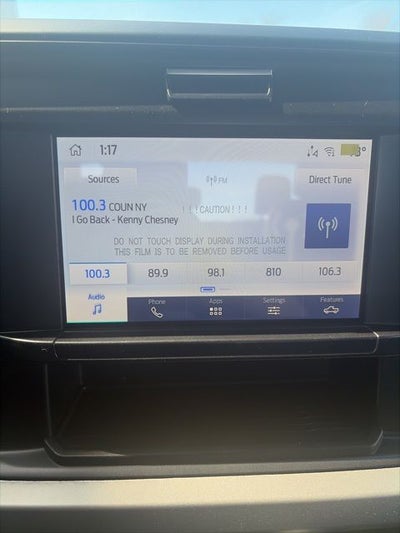 1:17
Sources
FM
Direct Tune
100.3 COUN NY
! ! ! CAUTION ! ! !
I Go Back - Kenny Chesney
DO NOT TOUCH DISPLAY DURING INSTALLATION
THIS FILM IS TO BE REMOVED BEFORE USAGE
100.3 89.9 98.1 810 106.3
Audio Phone Apps Settings Features